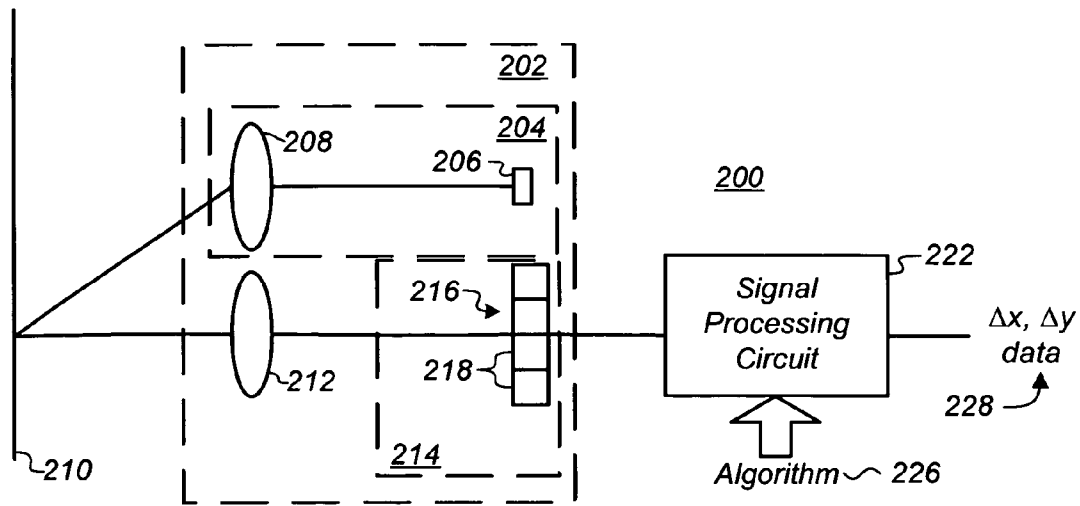 202
204
208
206
200
222
216
Signal
Processing
Circuit
Δx, Δy
data
218
212
228
214
210
Algorithm
226